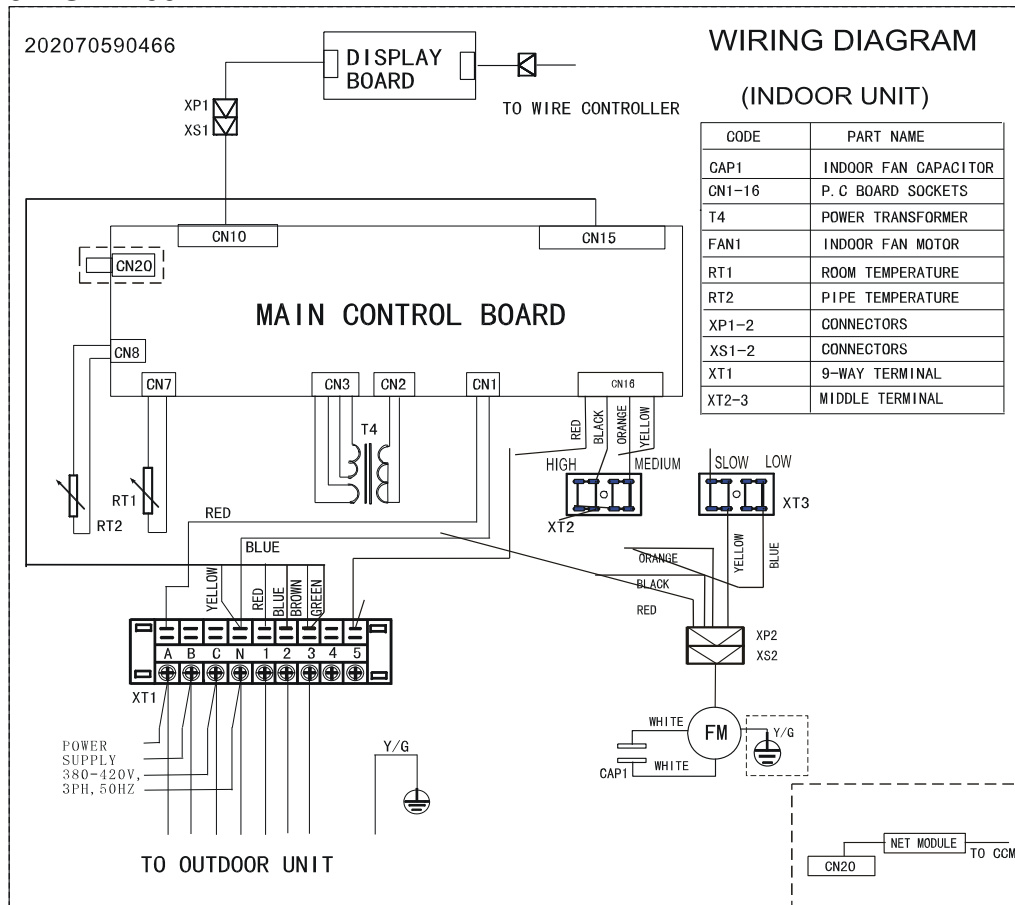 202070590466
WIRING DIAGRAM
(INDOOR UNIT)
DISPLAY
BOARD
TO WIRE CONTROLLER
XP1
XS1
CODE PART NAME
CAP1 INDOOR FAN CAPACITOR
CN1-16 P.C BOARD SOCKETS
T4 POWER TRANSFORMER
FAN1 INDOOR FAN MOTOR
RT1 ROOM TEMPERATURE
RT2 PIPE TEMPERATURE
XP1-2 CONNECTORS
XS1-2 CONNECTORS
XT1 9-WAY TERMINAL
XT2-3 MIDDLE TERMINAL
CN10
CN15
CN20
MAIN CONTROL BOARD
CN8
CN7
CN3
CN2
CN1
CN16
T4
RED
BLACK
ORANGE
YELLOW
HIGH
MEDIUM
SLOW
LOW
XT2
XT3
RT1
RT2
RED
BLUE
YELLOW
RED
BLUE
BROWN
GREEN
YELLOW
BLUE
ORANGE
BLACK
RED
XP2
XS2
A B C N 1 2 3 4 5
XT1
POWER
SUPPLY
380-420V,
3PH,50HZ
Y/G
WHITE
FM
Y/G
CAP1
WHITE
TO OUTDOOR UNIT
NET MODULE
TO CCM
CN20